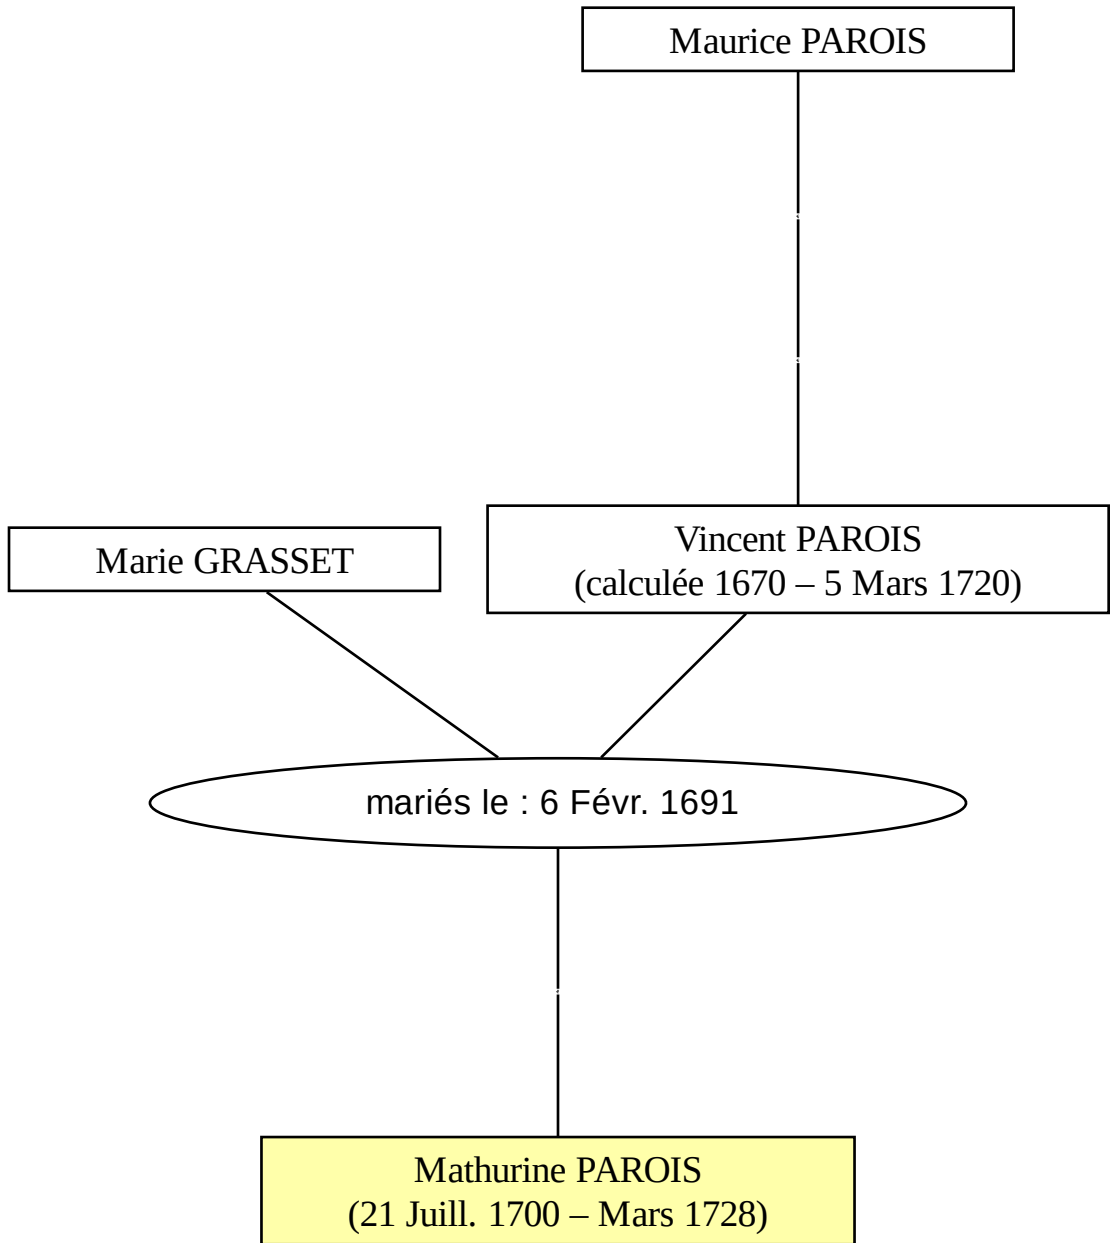 Maurice PAROIS
Marie GRASSET
Vincent PAROIS
(calculée 1670 – 5 Mars 1720)
mariés le : 6 Févr. 1691
Mathurine PAROIS
(21 Juill. 1700 – Mars 1728)